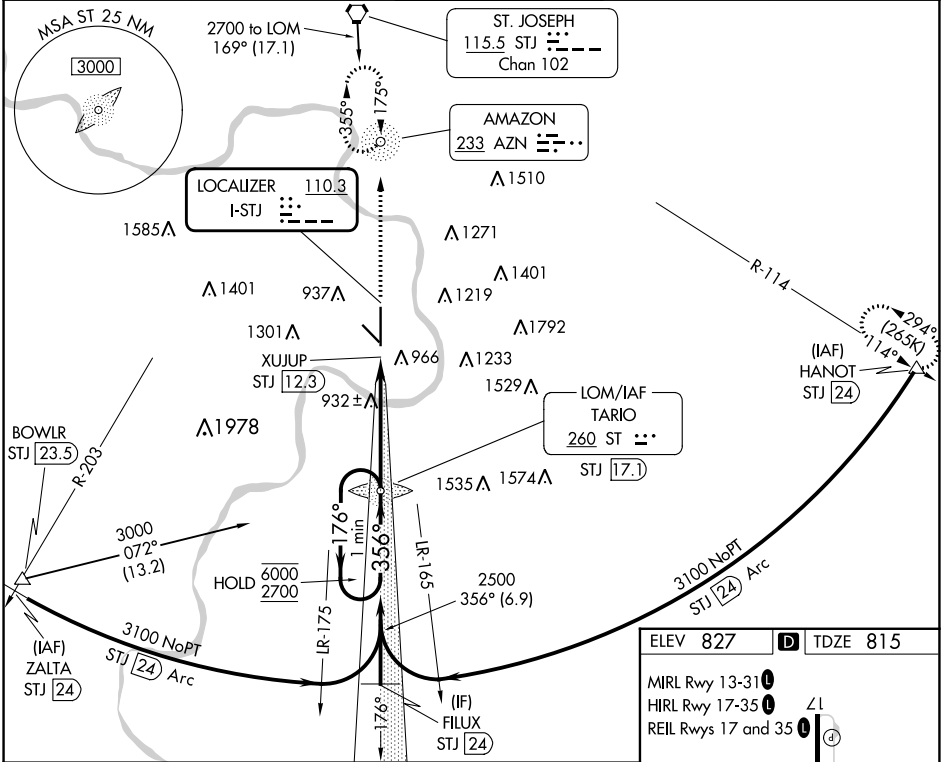 MSA ST 25 NM
3000
2700 to LOM
169° (17.1)
ST. JOSEPH
115.5 STJ
Chan 102
355°
175°
AMAZON
233 AZN
LOCALIZER 110.3
I-STJ
1510
1585
1271
1401
1401
937
1219
1301
1792
XUJUP
STJ 12.3
966
1233
932 ±
1529
1978
R-114
294°
(265K)
114°
(IAF)
HANOT
STJ 24
LOM/IAF
TARIO
260 ST
STJ 17.1
1535
1574
BOWLR
STJ 23.5
R-203
3000
072°
(13.2)
176°
1 min
356°
HOLD 6000
2700
LR-175
LR-165
2500
356° (6.9)
3100 NoPT
STJ 24 Arc
3100 NoPT
STJ 24 Arc
(IAF)
ZALTA
STJ 24
176°
(IF)
FILUX
STJ 24
ELEV 827 D TDZE 815
MIRL Rwy 13-31 L
HIRL Rwy 17-35 L
REIL Rwys 17 and 35 L
17
P